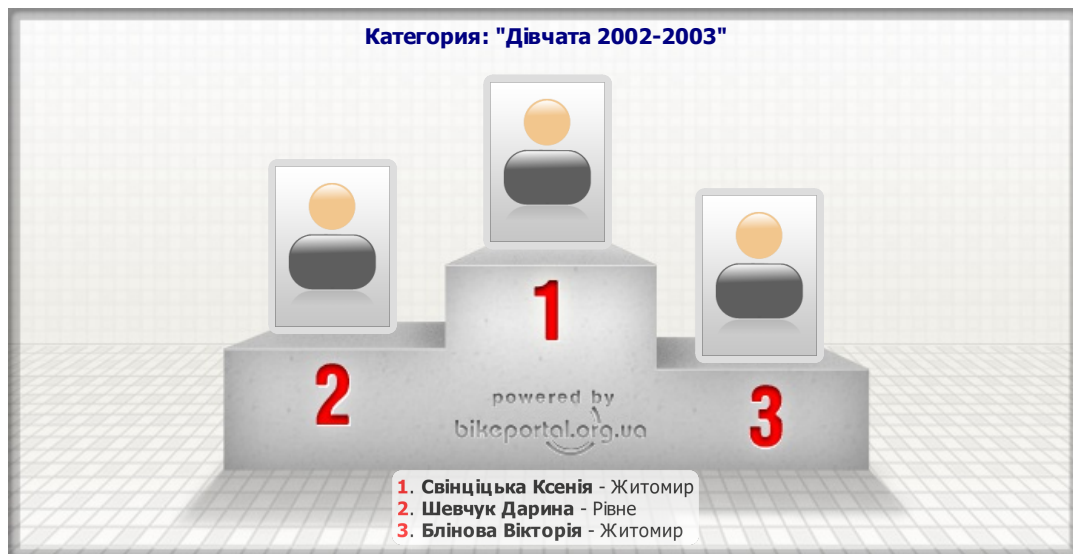 Категория: "Дівчата 2002-2003"
1
2
3
powered by
bikeportal.org.ua
1. Свінціцька Ксенія - Житомир
2. Шевчук Дарина - Рівне
3. Блінова Вікторія - Житомир